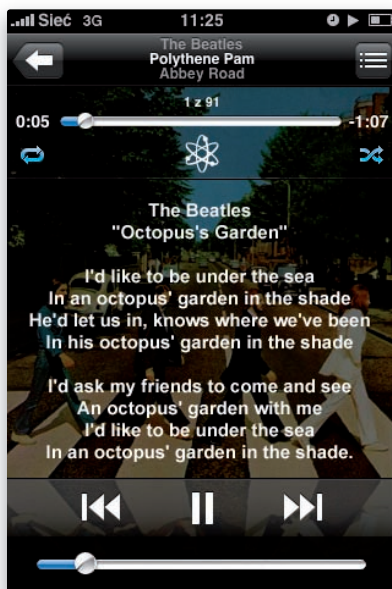 Sieć 3G 11:25
The Beatles
Polythene Pam
Abbey Road
1 z 91
0:05 -1:07
The Beatles
"Octopus's Garden"
I'd like to be under the sea
In an octopus' garden in the shade
He'd let us in, knows where we've been
In his octopus' garden in the shade
I'd ask my friends to come and see
An octopus' garden with me
I'd like to be under the sea
In an octopus' garden in the shade.